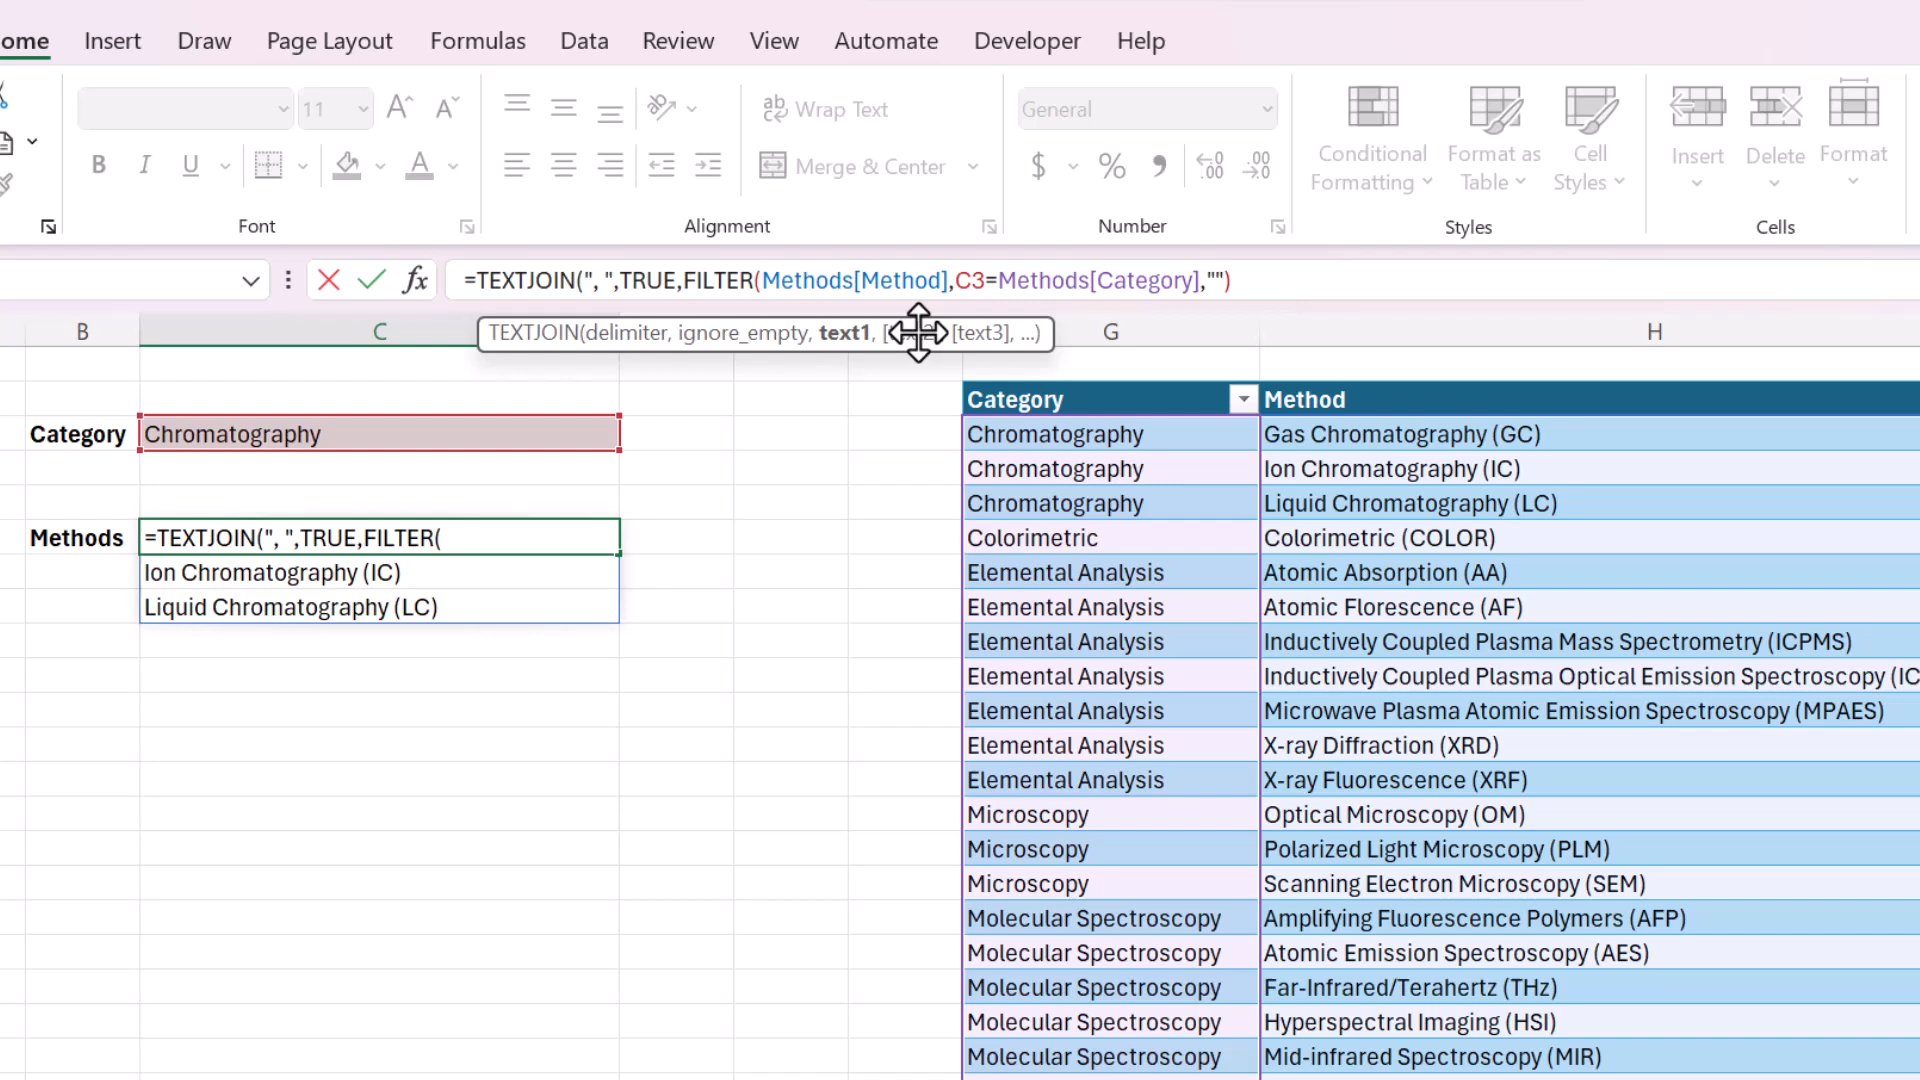 ome Insert Draw Page Layout Formulas Data Review View Automate Developer Help
11 A A ab Wrap Text General
B I U A Merge & Center $ % 9 .00 .00 Conditional Formatting Format as Table Cell Styles Insert Delete Format
Font Alignment Number Styles Cells
fx =TEXTJOIN(", ",TRUE,FILTER(Methods[Method],C3=Methods[Category],"")
TEXTJOIN(delimiter, ignore_empty, text1, [text3], ...)
B C G H
Category Method
Category Chromatography Chromatography Gas Chromatography (GC)
Chromatography Ion Chromatography (IC)
Chromatography Liquid Chromatography (LC)
Methods =TEXTJOIN(", ",TRUE,FILTER( Colorimetric Colorimetric (COLOR)
Ion Chromatography (IC) Elemental Analysis Atomic Absorption (AA)
Liquid Chromatography (LC) Elemental Analysis Atomic Florescence (AF)
Elemental Analysis Inductively Coupled Plasma Mass Spectrometry (ICPMS)
Elemental Analysis Inductively Coupled Plasma Optical Emission Spectroscopy (IC
Elemental Analysis Microwave Plasma Atomic Emission Spectroscopy (MPAES)
Elemental Analysis X-ray Diffraction (XRD)
Elemental Analysis X-ray Fluorescence (XRF)
Microscopy Optical Microscopy (OM)
Microscopy Polarized Light Microscopy (PLM)
Microscopy Scanning Electron Microscopy (SEM)
Molecular Spectroscopy Amplifying Fluorescence Polymers (AFP)
Molecular Spectroscopy Atomic Emission Spectroscopy (AES)
Molecular Spectroscopy Far-Infrared/Terahertz (THz)
Molecular Spectroscopy Hyperspectral Imaging (HSI)
Molecular Spectroscopy Mid-infrared Spectroscopy (MIR)